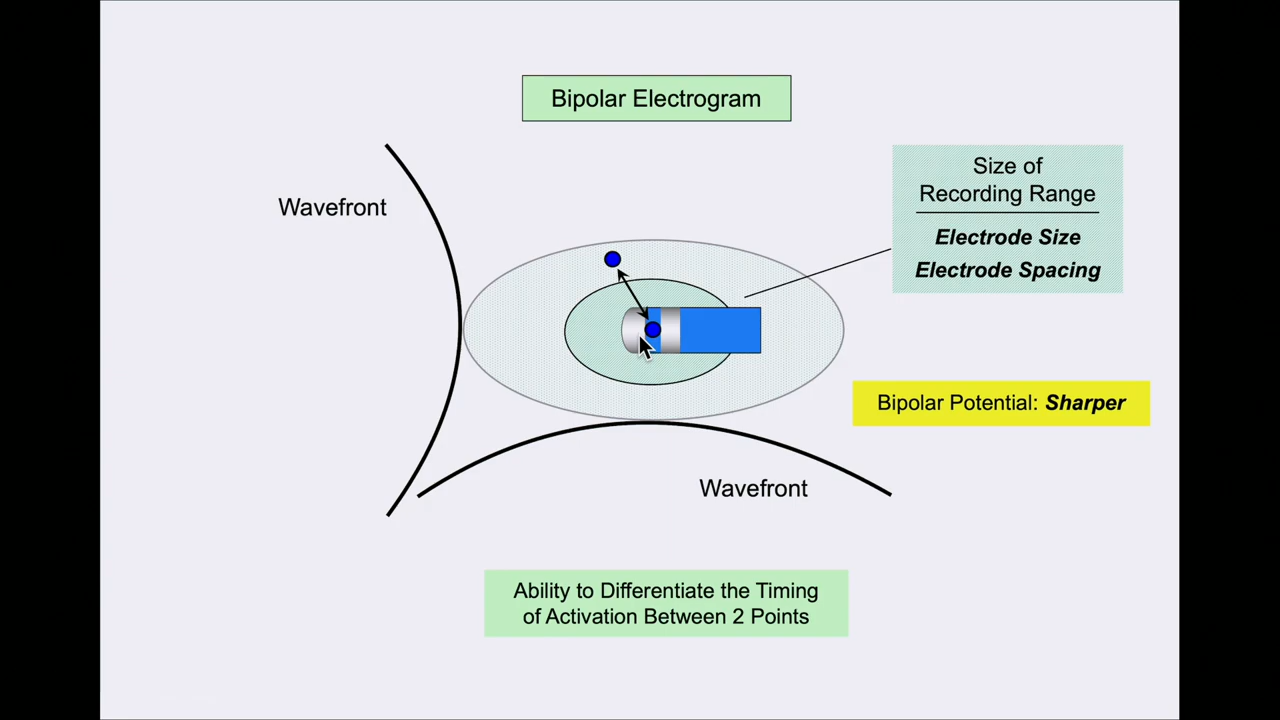 Bipolar Electrogram
Wavefront
Size of
Recording Range
Electrode Size
Electrode Spacing
Bipolar Potential: Sharper
Wavefront
Ability to Differentiate the Timing
of Activation Between 2 Points